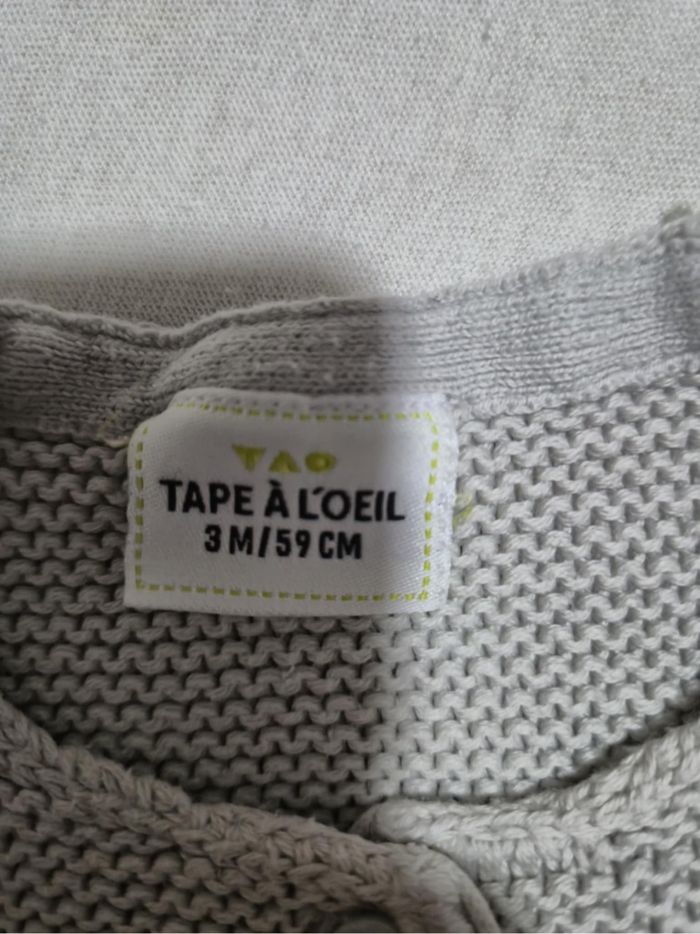 TAO
TAPE À L'OEIL
3 M/59 CM